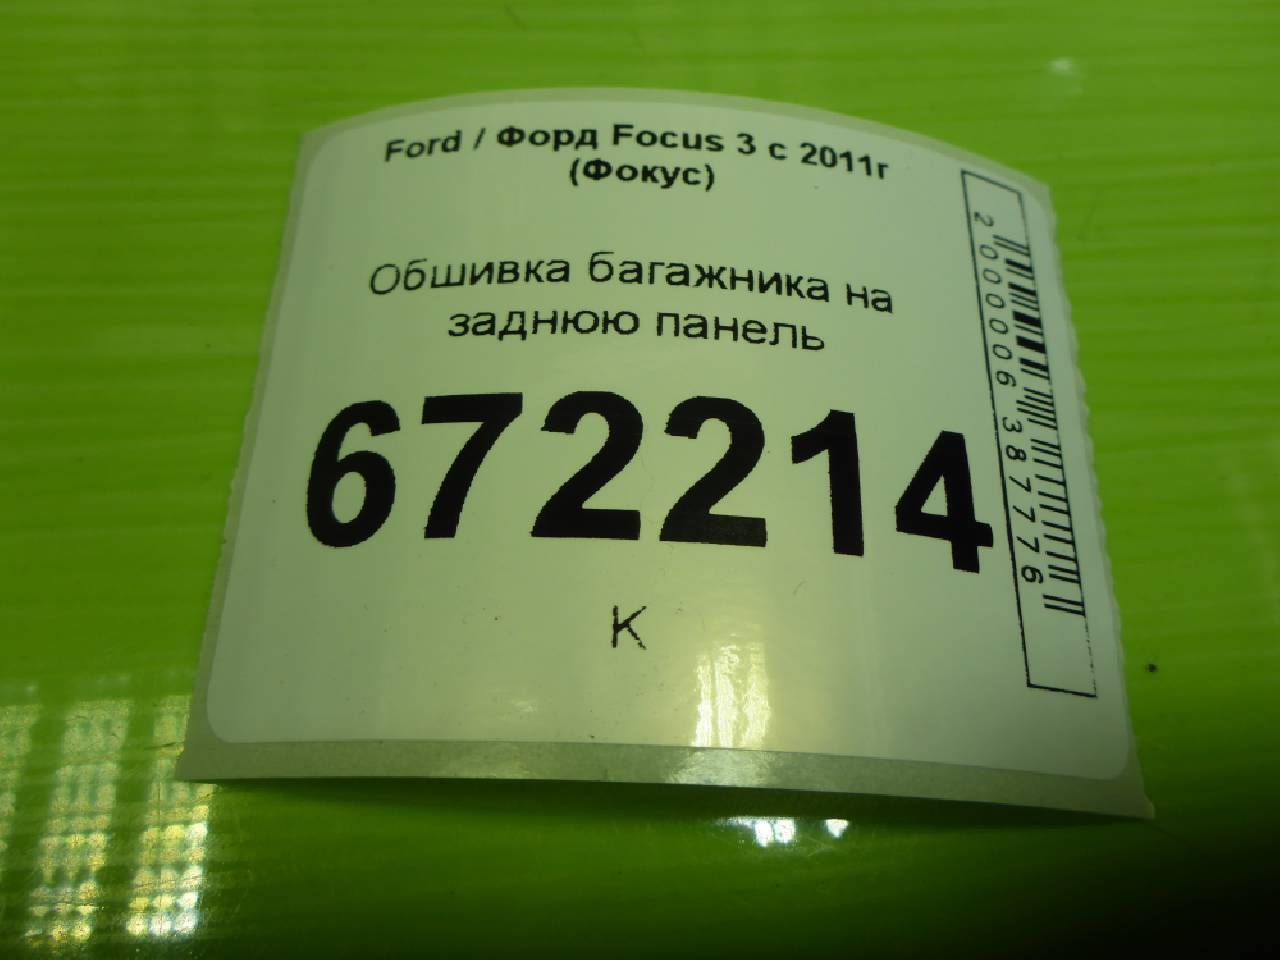 Ford / Форд Focus 3 с 2011г
(Фокус)
Обшивка багажника на
заднюю панель
672214
К
2000006387776